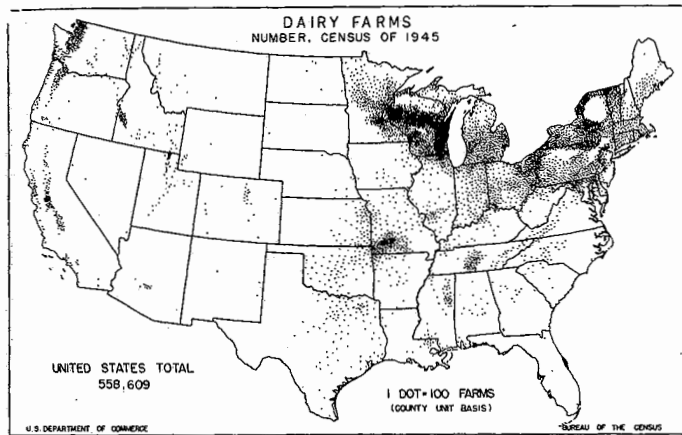 DAIRY FARMS
NUMBER, CENSUS OF 1945
UNITED STATES TOTAL
558,609
1 DOT=100 FARMS
(COUNTY UNIT BASIS)
U.S. DEPARTMENT OF COMMERCE
BUREAU OF THE CENSUS